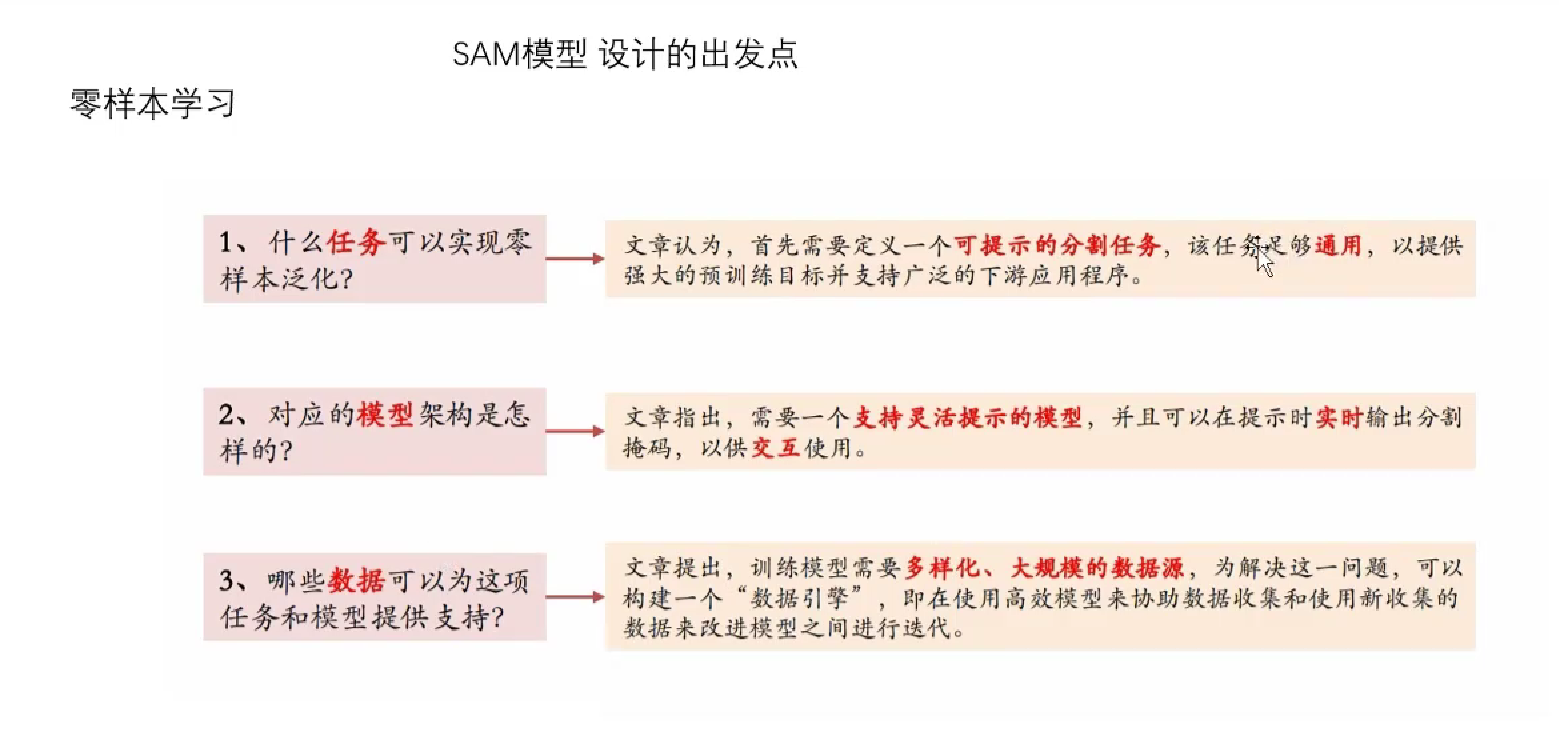 SAM模型 设计的出发点
零样本学习
1、什么任务可以实现零
样本泛化？
文章认为，首先需要定义一个可提示的分割任务，该任务足够通用，以提供
强大的预训练目标并支持广泛的下游应用程序。
2、对应的模型架构是怎
样的？
文章指出，需要一个支持灵活提示的模型，并且可以在提示时实时输出分割
掩码，以供交互使用。
3、哪些数据可以为这项
任务和模型提供支持？
文章提出，训练模型需要多样化、大规模的数据源，为解决这一问题，可以
构建一个“数据引擎”，即在使用高效模型来协助数据收集和使用新收集的
数据来改进模型之间进行迭代。